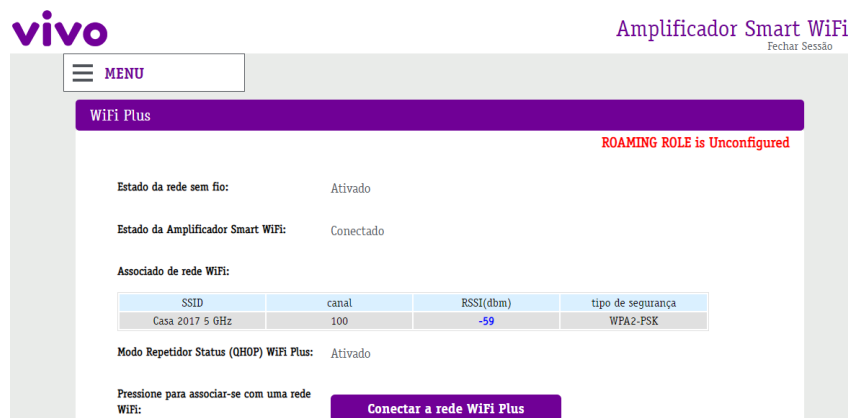 vivo
Amplificador Smart WiFi
Fechar Sessão
MENU
WiFi Plus
ROAMING ROLE is Unconfigured
Estado da rede sem fio: Ativado
Estado da Amplificador Smart WiFi: Conectado
Associado de rede WiFi:
SSID canal RSSI(dbm) tipo de segurança
Casa 2017 5 GHz 100 -59 WPA2-PSK
Modo Repetidor Status (QHOP) WiFi Plus: Ativado
Pressione para associar-se com uma rede
WiFi: Conectar a rede WiFi Plus